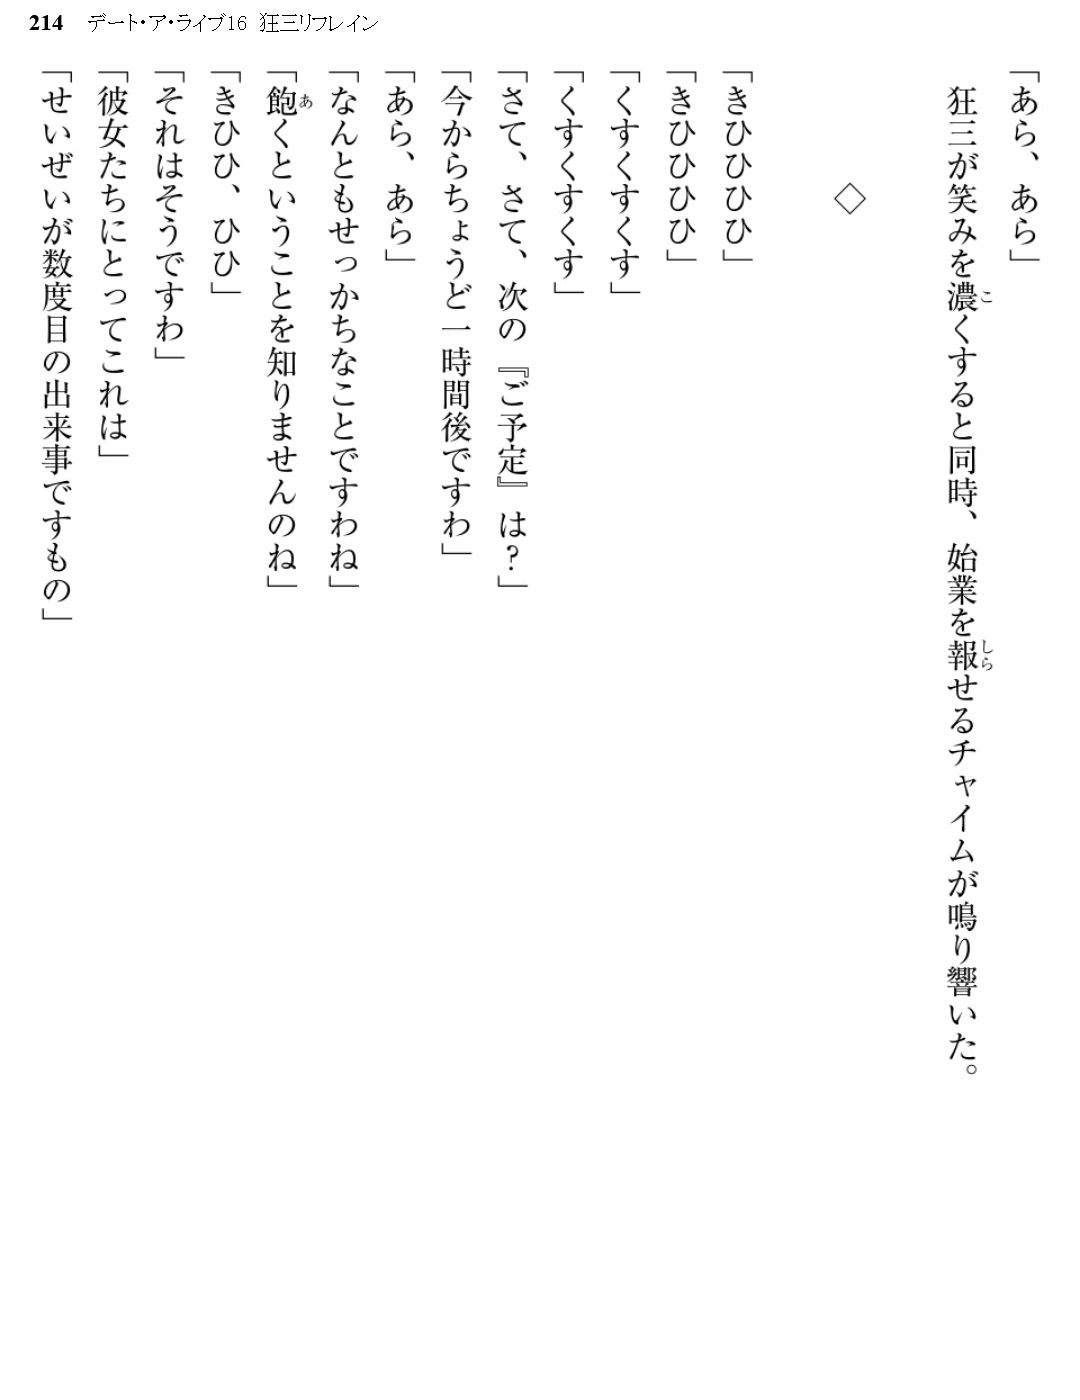 214 デート・ア・ライブ16 狂三リフレイン
「あら、あら」
狂三が笑みを濃くすると同時、始業を報せるチャイムが鳴り響いた。
◇
「きひひひひ」
「きひひひひ」
「くすくすくす」
「くすくすくす」
「さて、さて、次の『ご予定』は?」
「今からちょうど一時間後ですわ」
「あら、あら」
「なんともせっかちなことですわね」
「飽くということを知りませんのね」
「きひひ、ひひ」
「それはそうですわ」
「彼女たちにとってこれは」
「せいぜいが数度目の出来事ですもの」